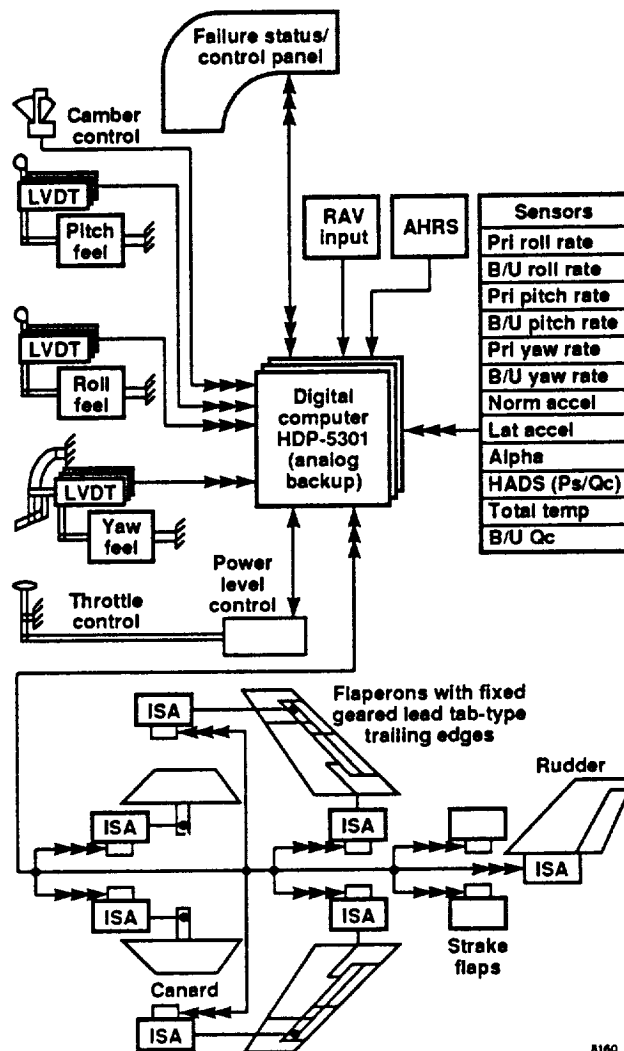 Failure status/
control panel
Camber
control
LVDT
Pitch
feel
RAV
input
AHRS
Sensors
Pri roll rate
B/U roll rate
Pri pitch rate
B/U pitch rate
Pri yaw rate
B/U yaw rate
Norm accel
Lat accel
Alpha
HADS (Ps/Qc)
Total temp
B/U Qc
LVDT
Roll
feel
Digital
computer
HDP-5301
(analog
backup)
LVDT
Yaw
feel
Power
level
control
Throttle
control
Flaperons with fixed
geared lead tab-type
trailing edges
ISA
Rudder
ISA
ISA
ISA
ISA
ISA
Strake
flaps
Canard
ISA
ISA
8160